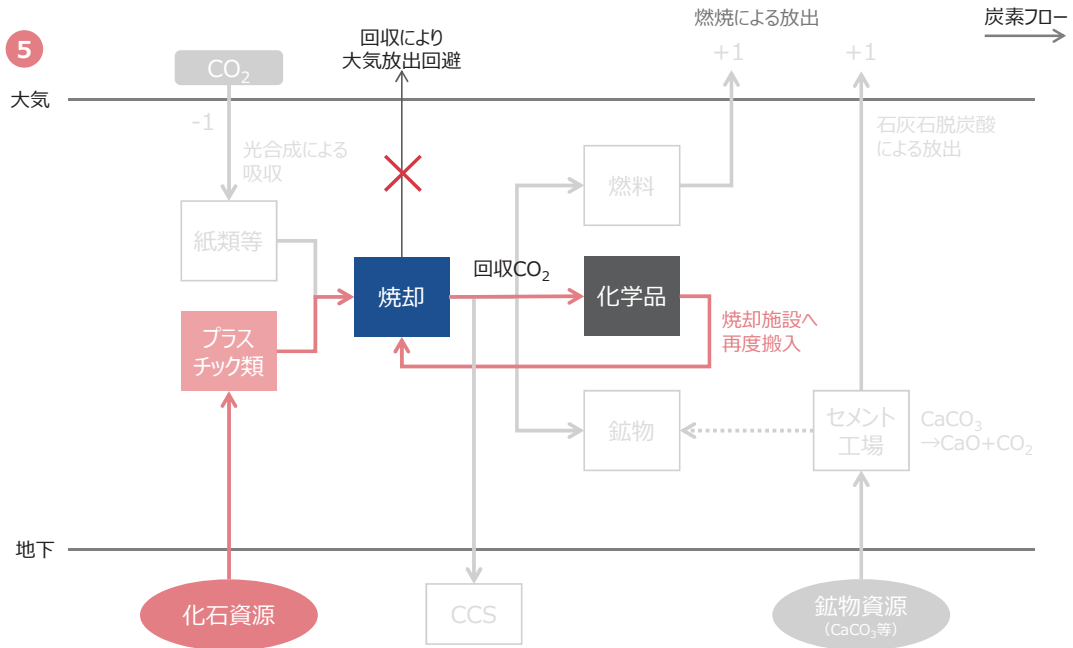 5
燃焼による放出
炭素フロー
回収により
大気放出回避
CO2
+1
+1
大気
-1
光合成による
吸収
石灰石脱炭酸
による放出
燃料
紙類等
焼却
回収CO2
化学品
プラス
チック類
焼却施設へ
再度搬入
鉱物
セメント
工場
CaCO3
→CaO+CO2
地下
化石資源
CCS
鉱物資源
（CaCO3等）